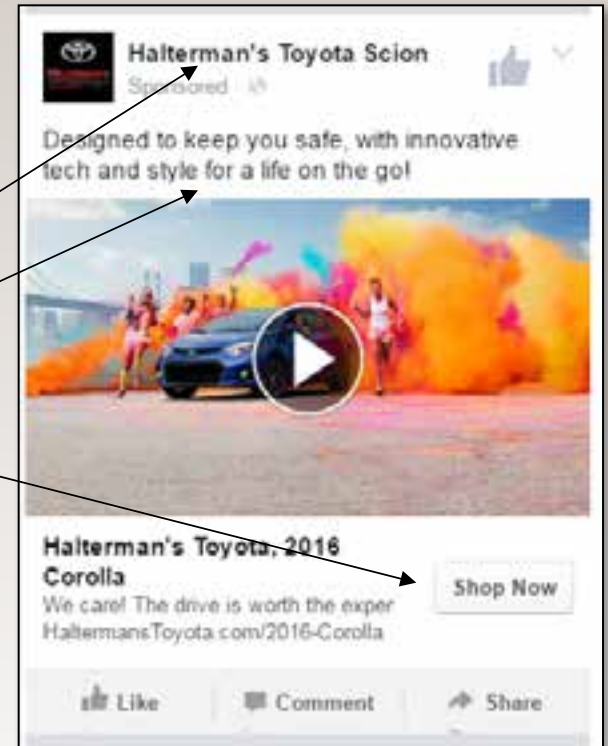 Halterman's Toyota Scion
Sponsored
Designed to keep you safe, with innovative
tech and style for a life on the go!
Halterman's Toyota, 2016
Corolla
Shop Now
We care! The drive is worth the exper
HaltermansToyota.com/2016-Corolla
Like
Comment
Share